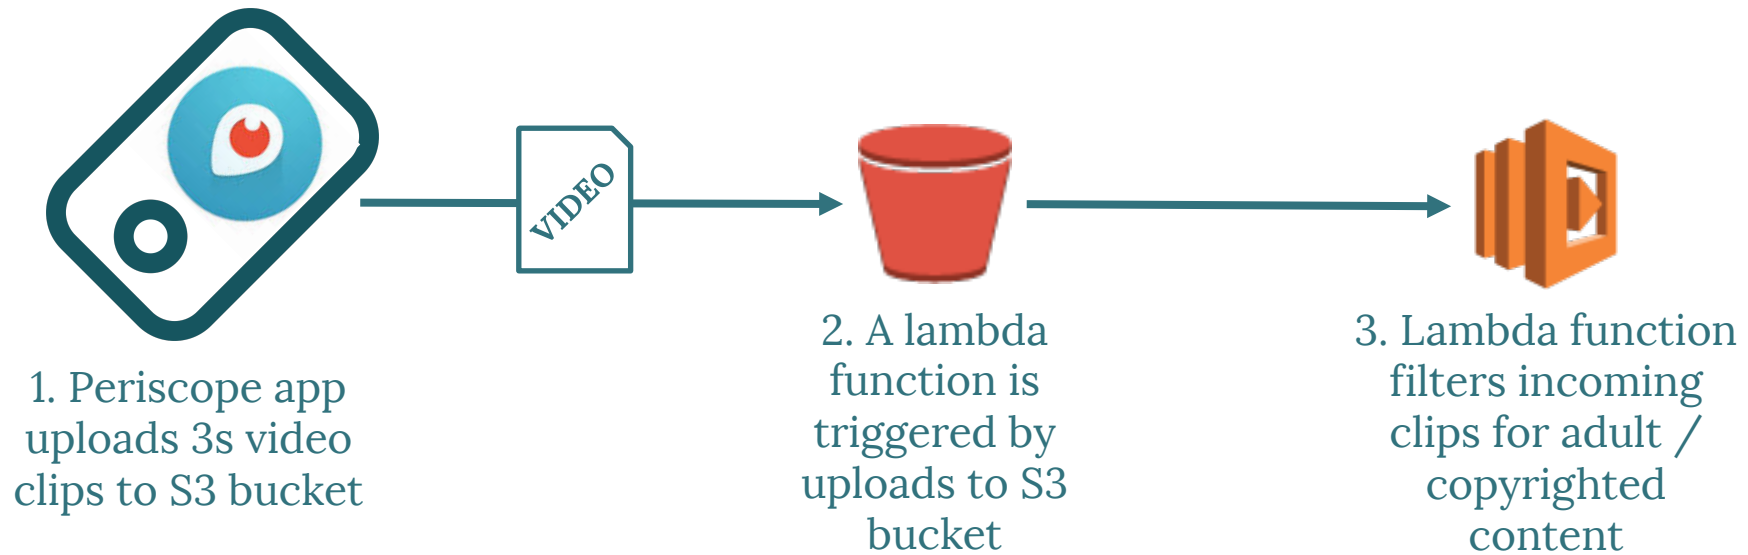 VIDEO
1. Periscope app
uploads 3s video
clips to S3 bucket
2. A lambda
function is
triggered by
uploads to S3
bucket
3. Lambda function
filters incoming
clips for adult /
copyrighted
content